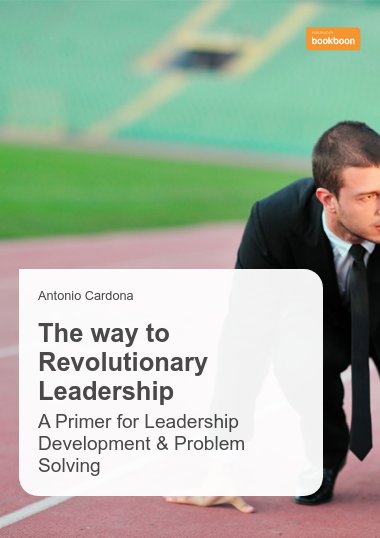 bookboon
Antonio Cardona
The way to
Revolutionary
Leadership
A Primer for Leadership
Development & Problem
Solving